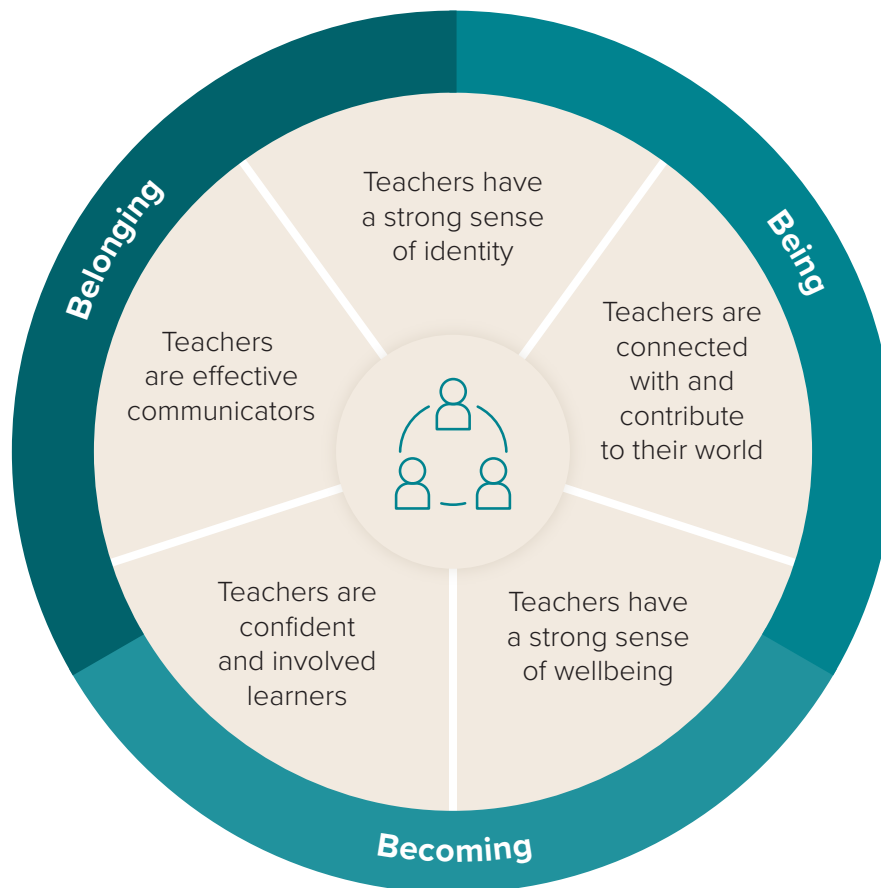 Belonging
Being
Teachers have
a strong sense
of identity
Teachers are
connected
with and
contribute
to their world
Teachers have
a strong sense
of wellbeing
Teachers are
confident
and involved
learners
Teachers
are effective
communicators
Becoming